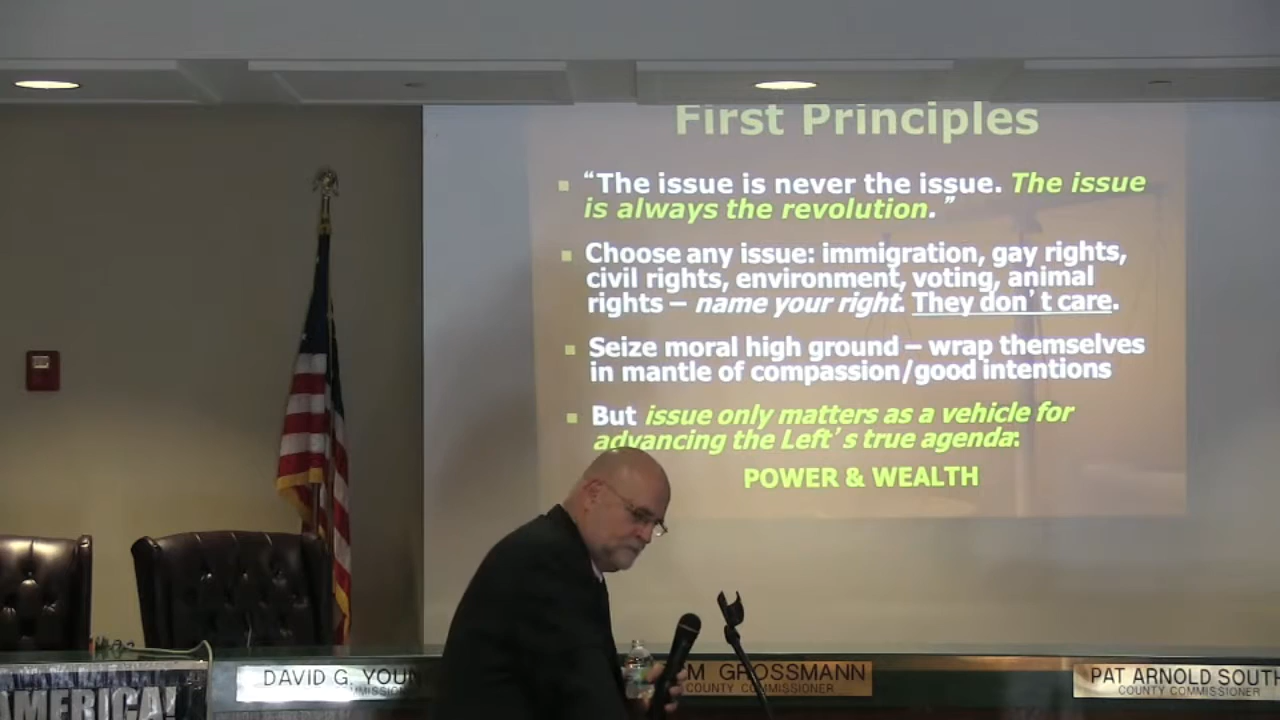 First Principles
“The issue is never the issue. The issue
is always the revolution.”
Choose any issue: immigration, gay rights,
civil rights, environment, voting, animal
rights – name your right. They don’t care.
Seize moral high ground – wrap themselves
in mantle of compassion/good intentions
But issue only matters as a vehicle for
advancing the Left’s true agenda:
POWER & WEALTH
AMERICA!
DAVID G. YOUN
M GROSSMANN
COUNTY COMMISSIONER
PAT ARNOLD SOUTH
COUNTY COMMISSIONER